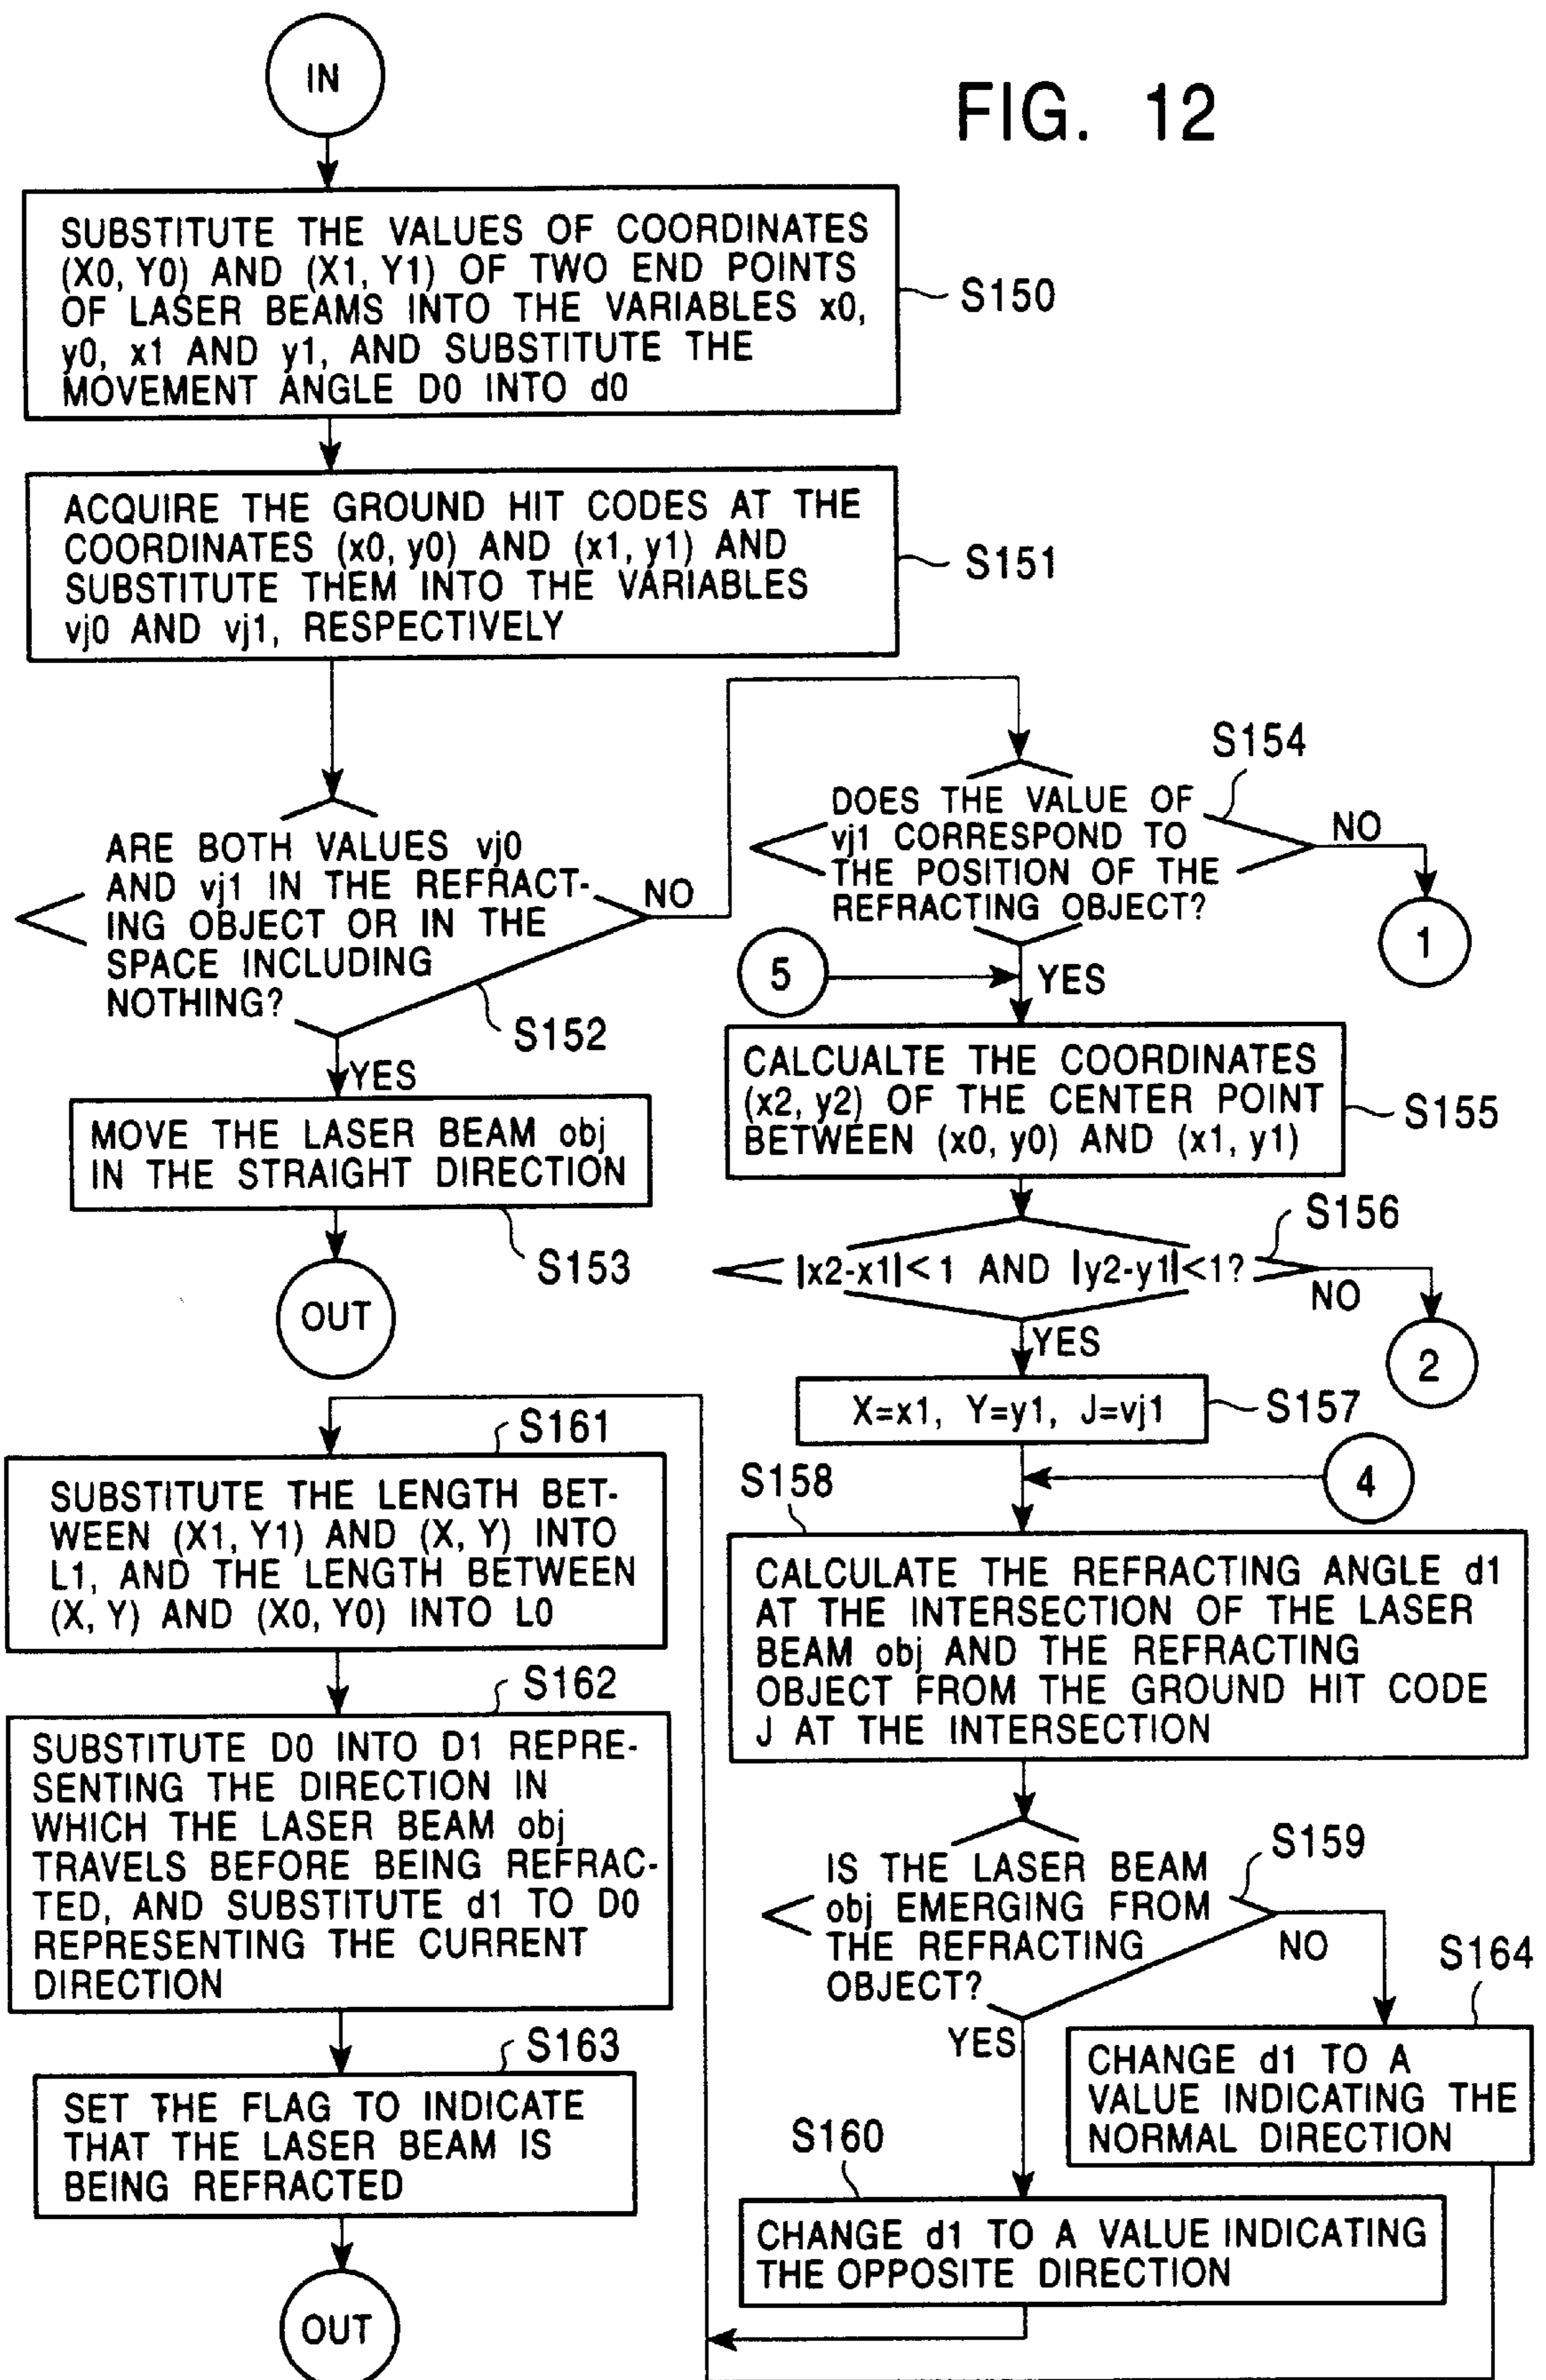 IN
FIG. 12
SUBSTITUTE THE VALUES OF COORDINATES
(X0, Y0) AND (X1, Y1) OF TWO END POINTS
OF LASER BEAMS INTO THE VARIABLES x0,
y0, x1 AND y1, AND SUBSTITUTE THE
MOVEMENT ANGLE D0 INTO d0
S150
ACQUIRE THE GROUND HIT CODES AT THE
COORDINATES (x0, y0) AND (x1, y1) AND
SUBSTITUTE THEM INTO THE VARIABLES
vj0 AND vj1, RESPECTIVELY
S151
ARE BOTH VALUES vj0
AND vj1 IN THE REFRACT-
ING OBJECT OR IN THE
SPACE INCLUDING
NOTHING?
NO
S152
YES
MOVE THE LASER BEAM obj
IN THE STRAIGHT DIRECTION
S153
OUT
S154
DOES THE VALUE OF
vj1 CORRESPOND TO
THE POSITION OF THE
REFRACTING OBJECT?
NO
1
5
YES
CALCUALTE THE COORDINATES
(x2, y2) OF THE CENTER POINT
BETWEEN (x0, y0) AND (x1, y1)
S155
S156
|x2-x1|<1 AND |y2-y1|<1?
NO
2
YES
X=x1, Y=y1, J=vj1
S157
4
S158
CALCULATE THE REFRACTING ANGLE d1
AT THE INTERSECTION OF THE LASER
BEAM obj AND THE REFRACTING
OBJECT FROM THE GROUND HIT CODE
J AT THE INTERSECTION
S159
IS THE LASER BEAM
obj EMERGING FROM
THE REFRACTING
OBJECT?
NO
YES
S164
CHANGE d1 TO A
VALUE INDICATING THE
NORMAL DIRECTION
S160
CHANGE d1 TO A VALUE INDICATING
THE OPPOSITE DIRECTION
S161
SUBSTITUTE THE LENGTH BET-
WEEN (X1, Y1) AND (X, Y) INTO
L1, AND THE LENGTH BETWEEN
(X, Y) AND (X0, Y0) INTO L0
S162
SUBSTITUTE D0 INTO D1 REPRE-
SENTING THE DIRECTION IN
WHICH THE LASER BEAM obj
TRAVELS BEFORE BEING REFRAC-
TED, AND SUBSTITUTE d1 TO D0
REPRESENTING THE CURRENT
DIRECTION
S163
SET THE FLAG TO INDICATE
THAT THE LASER BEAM IS
BEING REFRACTED
OUT